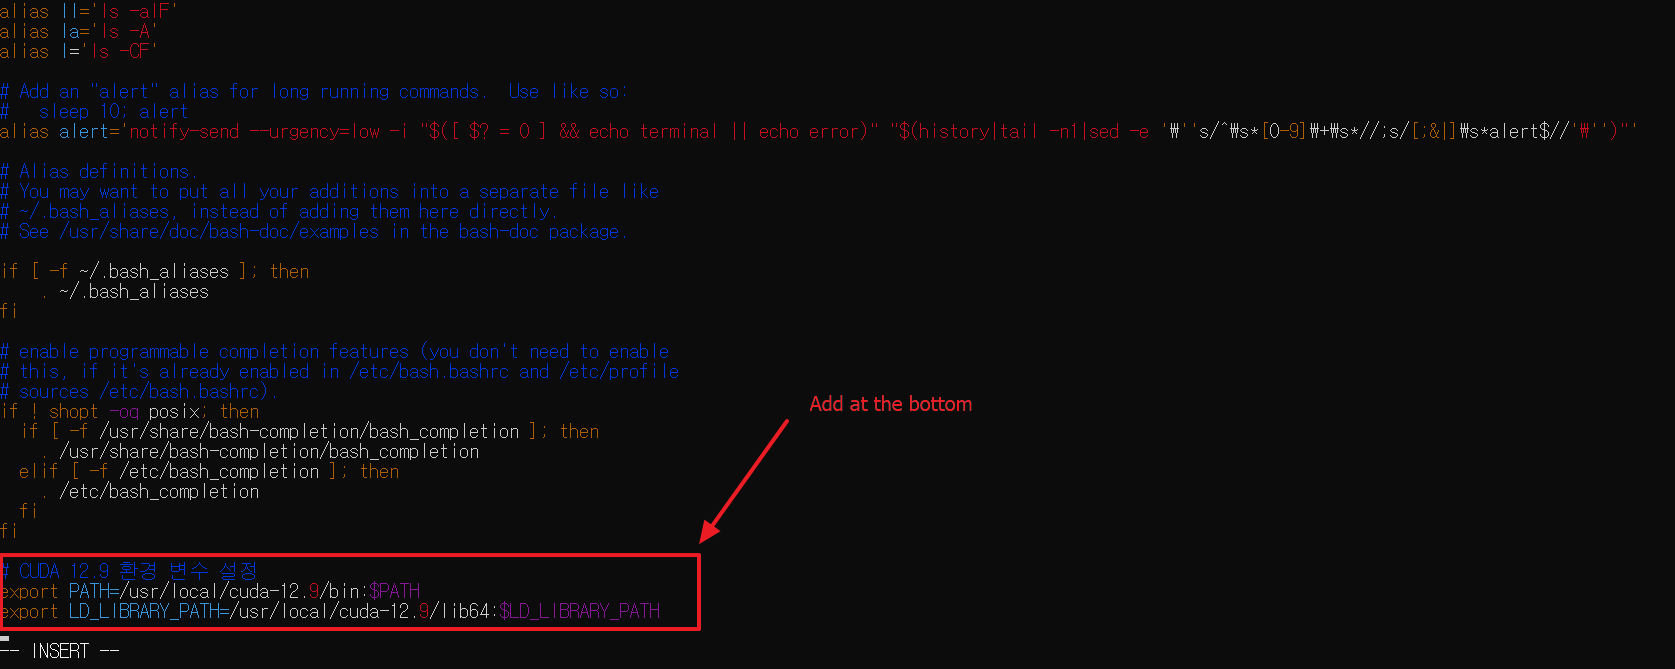 alias ll='ls -alF'
alias la='ls -A'
alias l='ls -CF'
# Add an "alert" alias for long running commands.  Use like so:
#   sleep 10; alert
alias alert='notify-send --urgency=low -i "$([ $? = 0 ] && echo terminal || echo error)" "$(history|tail -n1|sed -e '₩''s/^₩s*[0-9]₩+₩s*//;s/[;&|]₩s*alert$//'₩'')"'
# Alias definitions.
# You may want to put all your additions into a separate file like
# ~/.bash_aliases, instead of adding them here directly.
# See /usr/share/doc/bash-doc/examples in the bash-doc package.
if [ -f ~/.bash_aliases ]; then
    . ~/.bash_aliases
fi
# enable programmable completion features (you don't need to enable
# this, if it's already enabled in /etc/bash.bashrc and /etc/profile
# sources /etc/bash.bashrc).
if ! shopt -oq posix; then
  if [ -f /usr/share/bash-completion/bash_completion ]; then
    . /usr/share/bash-completion/bash_completion
  elif [ -f /etc/bash_completion ]; then
    . /etc/bash_completion
  fi
fi
Add at the bottom
# CUDA 12.9 환경 변수 설정
export PATH=/usr/local/cuda-12.9/bin:$PATH
export LD_LIBRARY_PATH=/usr/local/cuda-12.9/lib64:$LD_LIBRARY_PATH
-- INSERT --